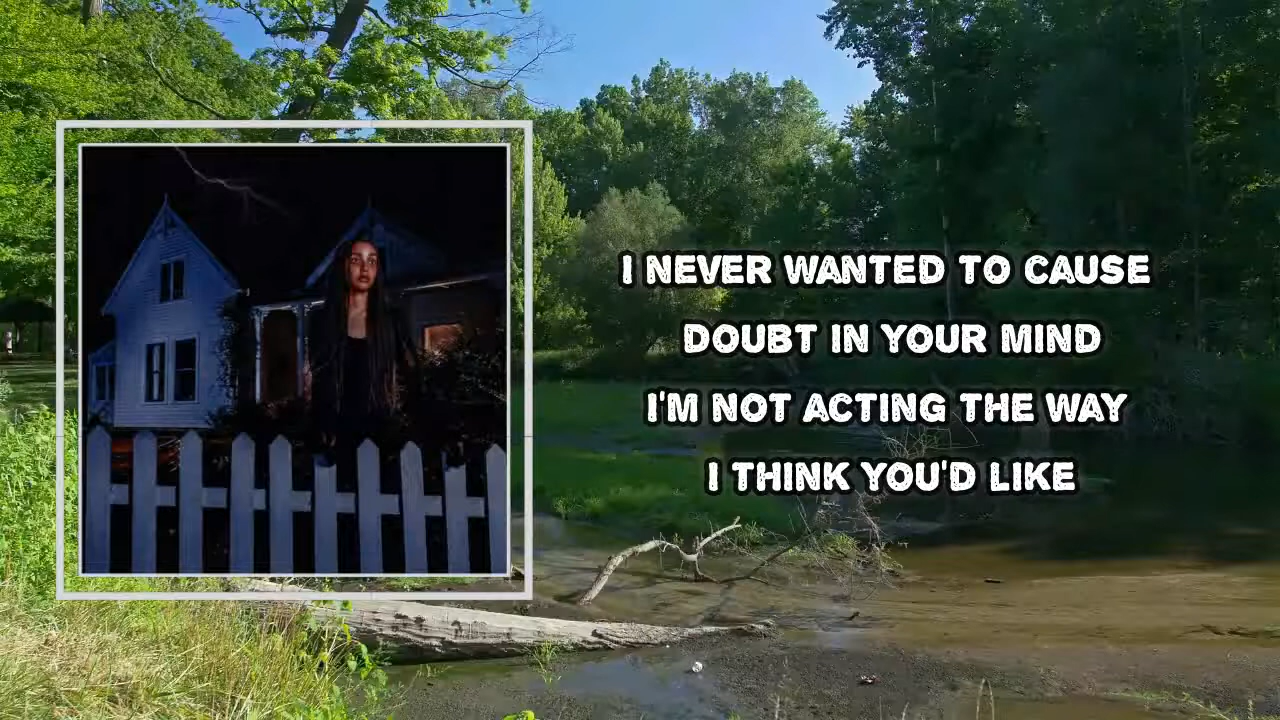 I NEVER WANTED TO CAUSE
DOUBT IN YOUR MIND
I'M NOT ACTING THE WAY
I THINK YOU'D LIKE